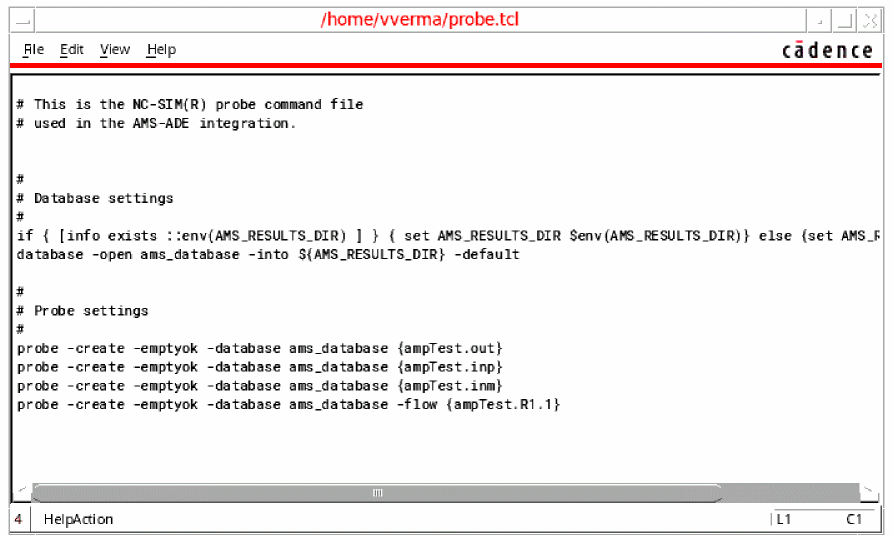 /home/vverma/probe.tcl
File Edit View Help
cādence
# This is the NC-SIM(R) probe command file
# used in the AMS-ADE integration.
#
# Database settings
#
if { [info exists ::env(AMS_RESULTS_DIR) ] } { set AMS_RESULTS_DIR $env(AMS_RESULTS_DIR)} else {set AMS_R
database -open ams_database -into ${AMS_RESULTS_DIR} -default
#
# Probe settings
#
probe -create -emptyok -database ams_database {ampTest.out}
probe -create -emptyok -database ams_database {ampTest.inp}
probe -create -emptyok -database ams_database {ampTest.inm}
probe -create -emptyok -database ams_database -flow {ampTest.R1.1}
4 HelpAction L1 C1